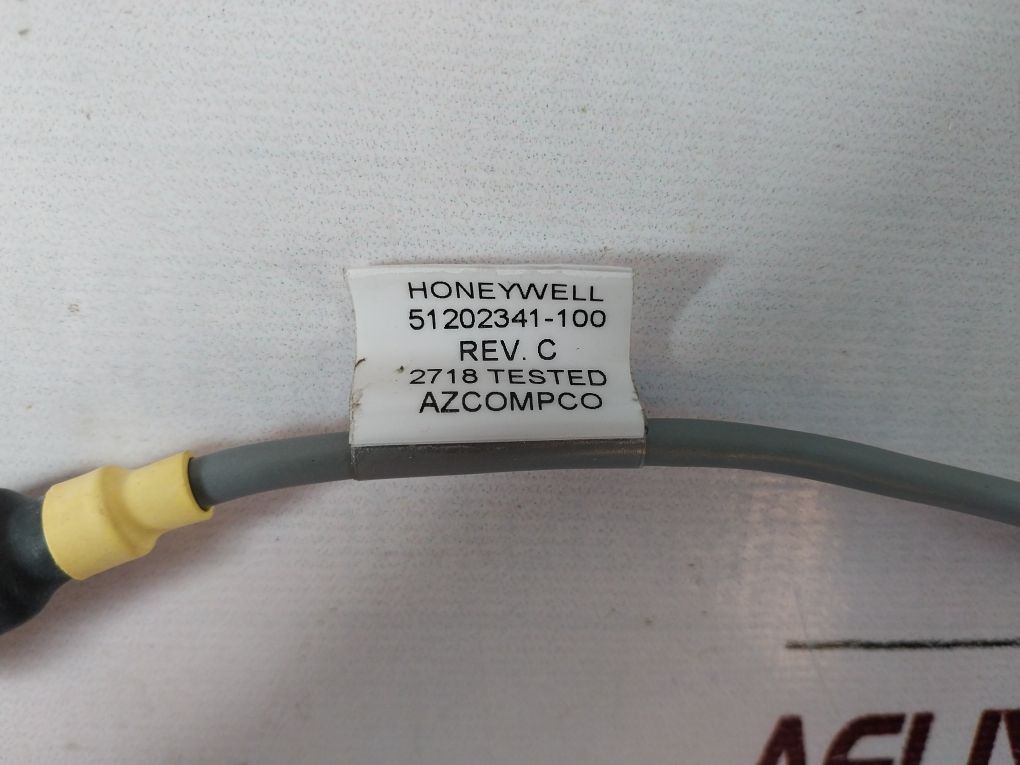 HONEYWELL
51202341-100
REV. C
2718 TESTED
AZCOMPCO